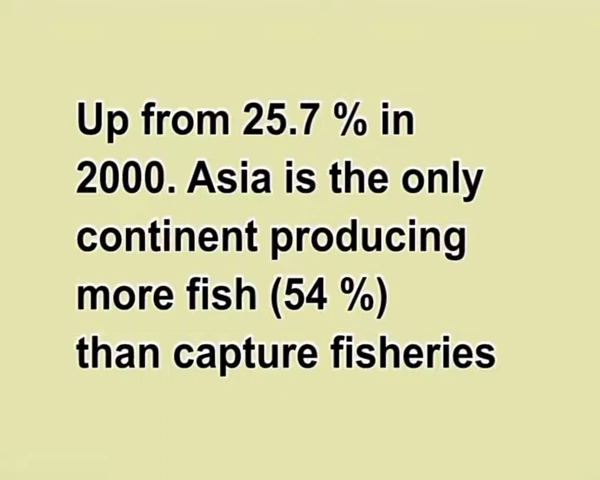 Up from 25.7 % in
2000. Asia is the only
continent producing
more fish (54 %)
than capture fisheries